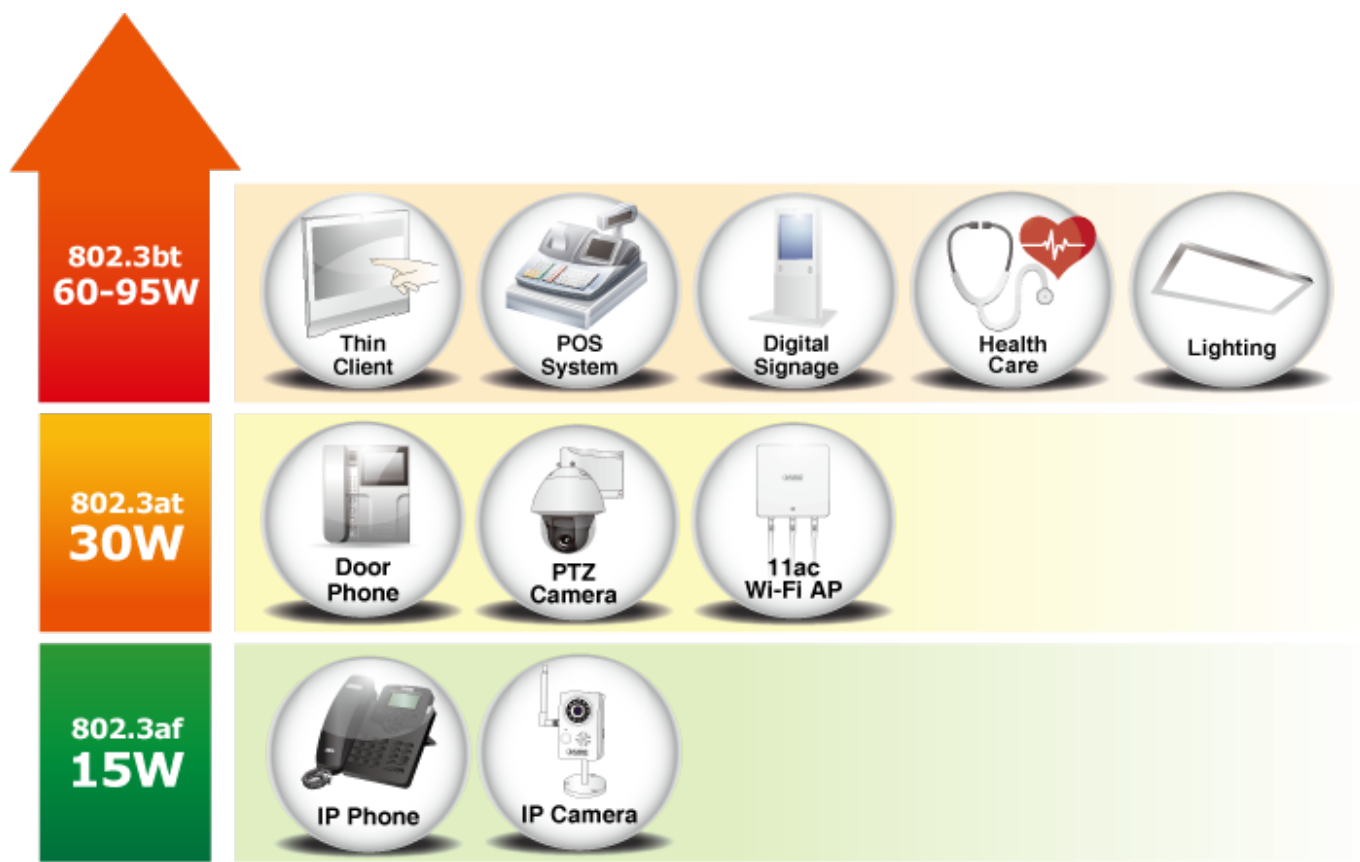 802.3bt
60-95W
Thin
Client
POS
System
Digital
Signage
Health
Care
Lighting
802.3at
30W
Door
Phone
PTZ
Camera
11ac
Wi-Fi AP
802.3af
15W
IP Phone
IP Camera